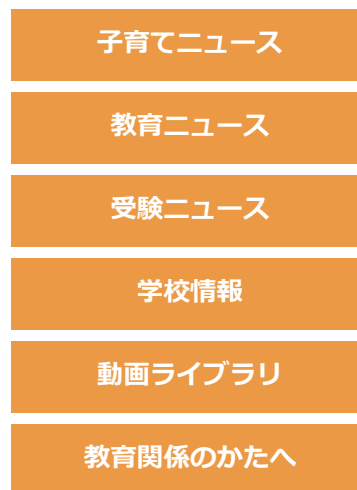 子育てニュース
教育ニュース
受験ニュース
学校情報
動画ライブラリ
教育関係のかたへ